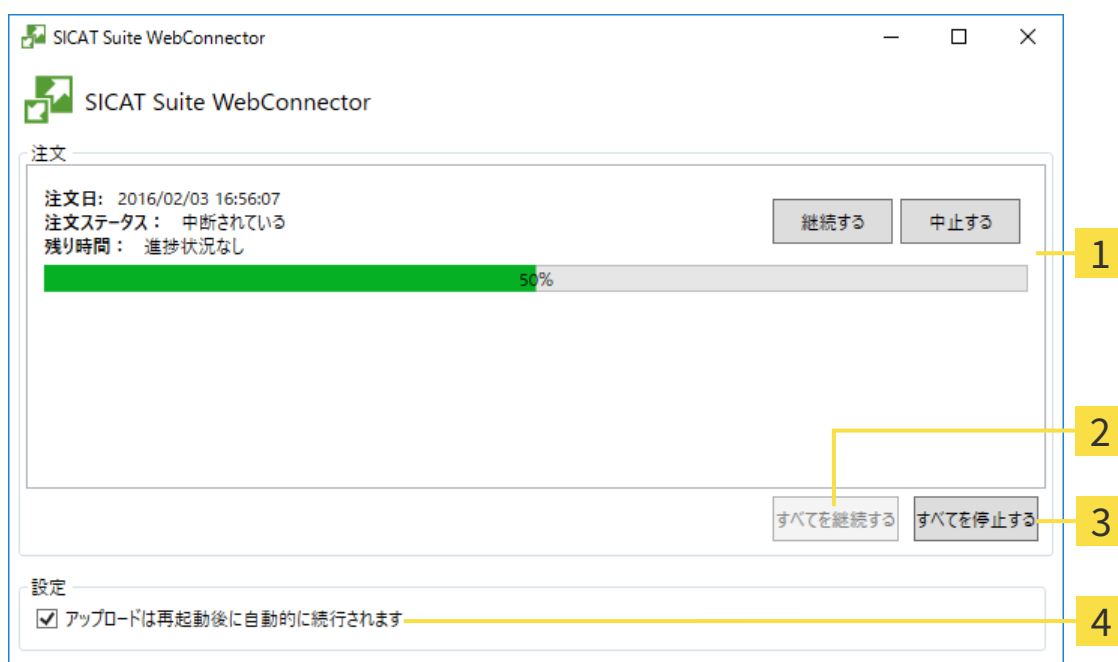 SICAT Suite WebConnector
SICAT Suite WebConnector
注文
注文日: 2016/02/03 16:56:07
注文ステータス： 中断されている
残り時間： 進捗状況なし
継続する 中止する
1
50%
2
すべてを継続する すべてを停止する
3
設定
アップロードは再起動後に自動的に続行されます
4